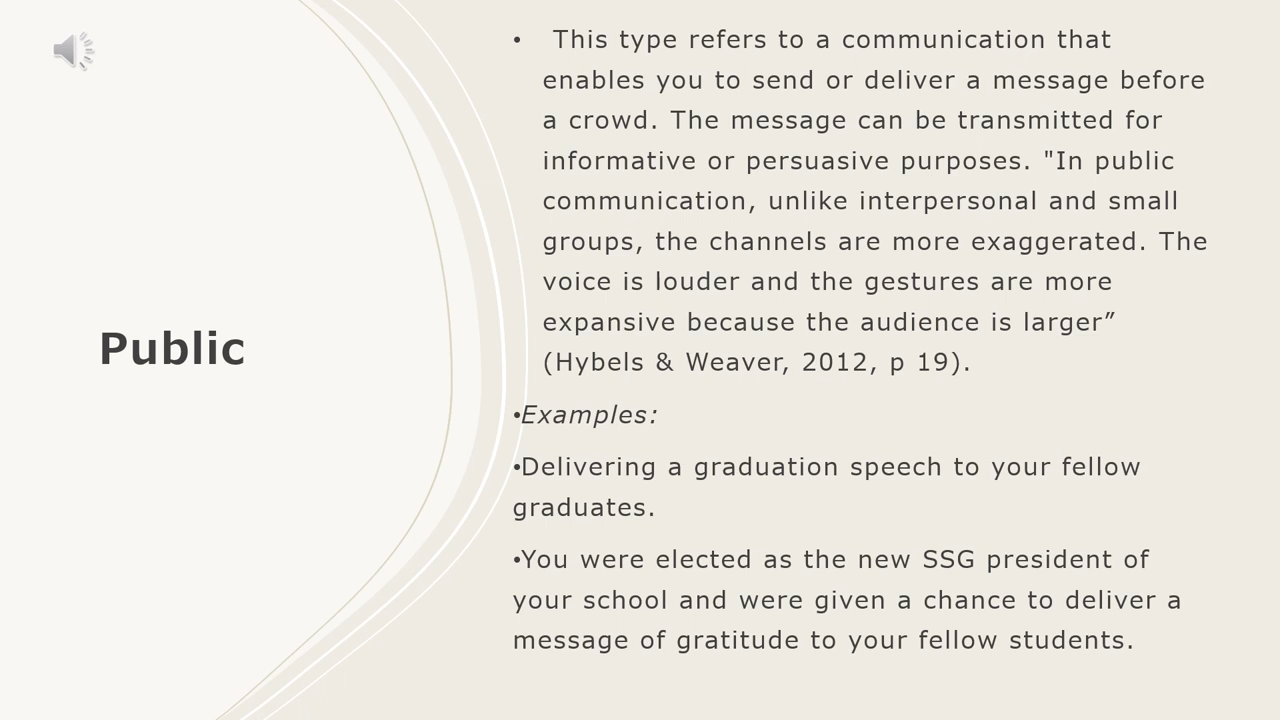 Public
• This type refers to a communication that
enables you to send or deliver a message before
a crowd. The message can be transmitted for
informative or persuasive purposes. "In public
communication, unlike interpersonal and small
groups, the channels are more exaggerated. The
voice is louder and the gestures are more
expansive because the audience is larger”
(Hybels & Weaver, 2012, p 19).
•Examples:
•Delivering a graduation speech to your fellow
graduates.
•You were elected as the new SSG president of
your school and were given a chance to deliver a
message of gratitude to your fellow students.